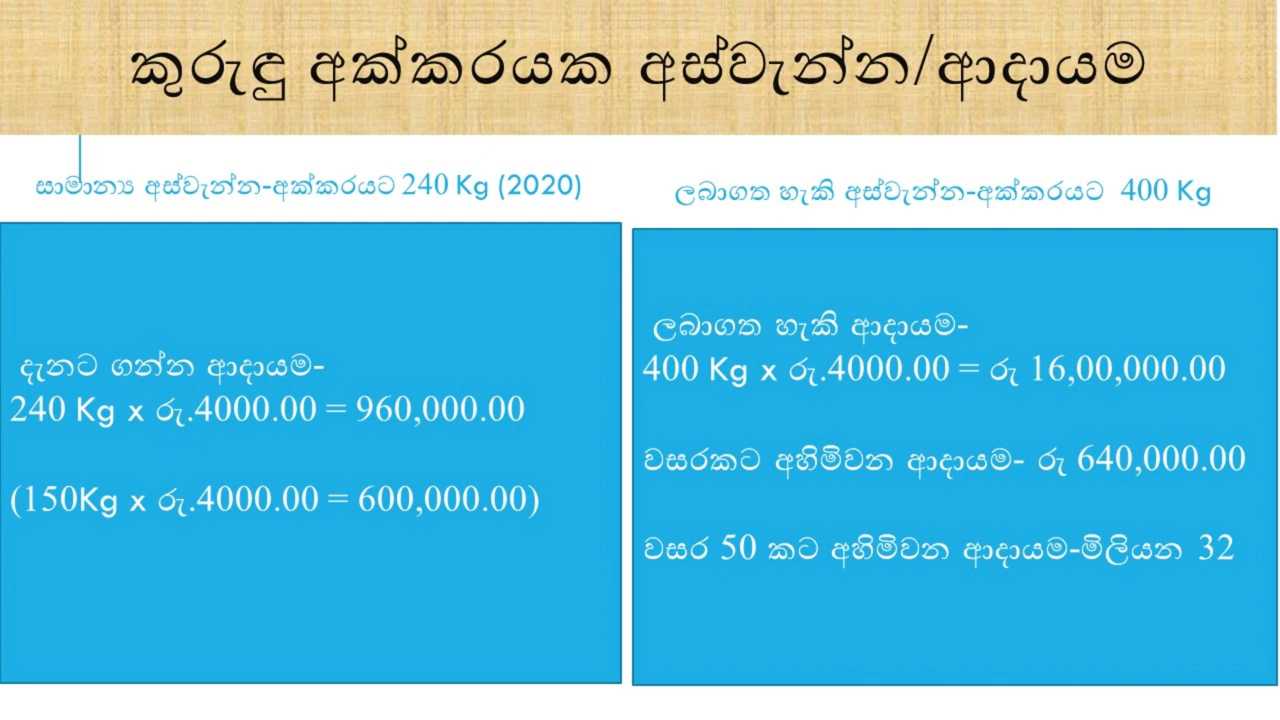 කුරුඳු අක්කරයක අස්වැන්න/ආදායම
සාමාන්‍ය අස්වැන්න-අක්කරයට 240 Kg (2020)
දැනට ගන්න ආදායම-
240 Kg x රු.4000.00 = 960,000.00
(150Kg x රු.4000.00 = 600,000.00)
ලබාගත හැකි අස්වැන්න-අක්කරයට 400 Kg
ලබාගත හැකි ආදායම-
400 Kg x රු.4000.00 = රු 16,00,000.00
වසරකට අහිමිවන ආදායම- රු 640,000.00
වසර 50 කට අහිමිවන ආදායම-මිලියන 32